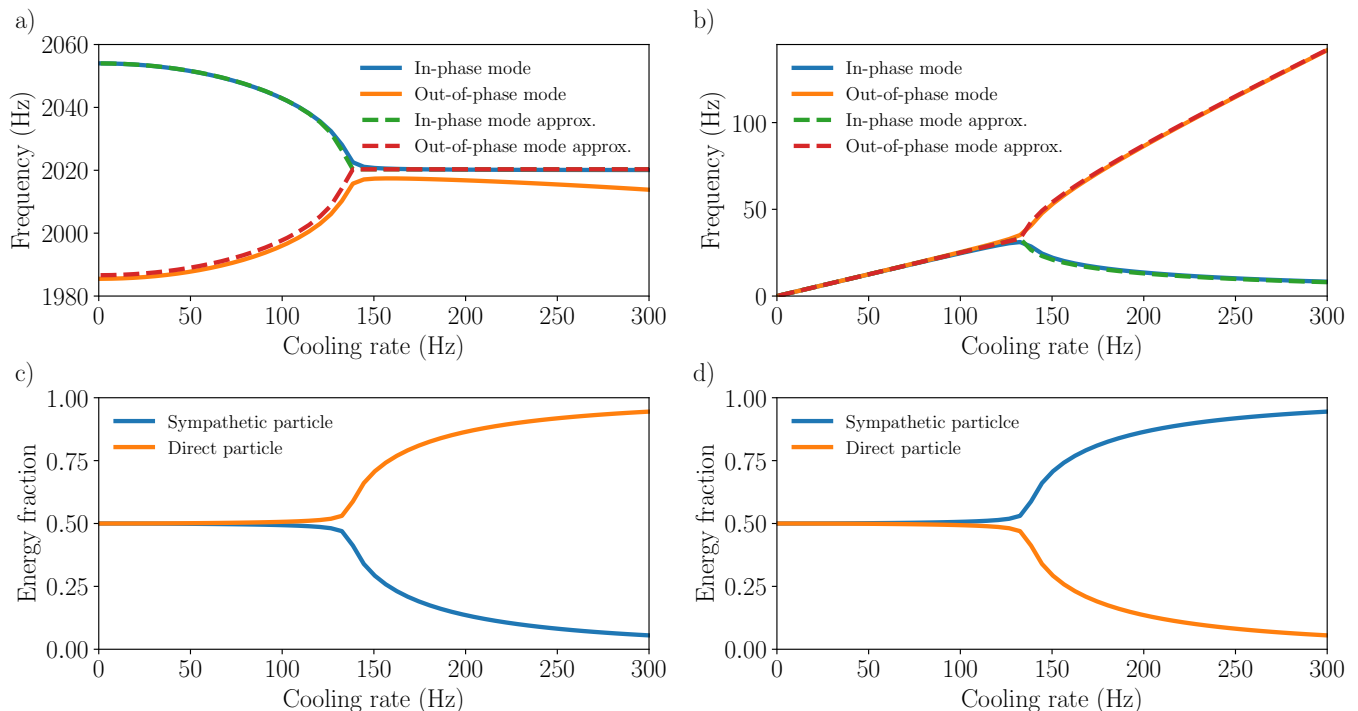 a)
2060
2040
2020
2000
1980
Frequency (Hz)
In-phase mode
Out-of-phase mode
In-phase mode approx.
Out-of-phase mode approx.
0 50 100 150 200 250 300
Cooling rate (Hz)
b)
100
50
0
Frequency (Hz)
In-phase mode
Out-of-phase mode
In-phase mode approx.
Out-of-phase mode approx.
0 50 100 150 200 250 300
Cooling rate (Hz)
c)
1.00
0.75
0.50
0.25
0.00
Energy fraction
Sympathetic particle
Direct particle
0 50 100 150 200 250 300
Cooling rate (Hz)
d)
1.00
0.75
0.50
0.25
0.00
Energy fraction
Sympathetic particlce
Direct particle
0 50 100 150 200 250 300
Cooling rate (Hz)